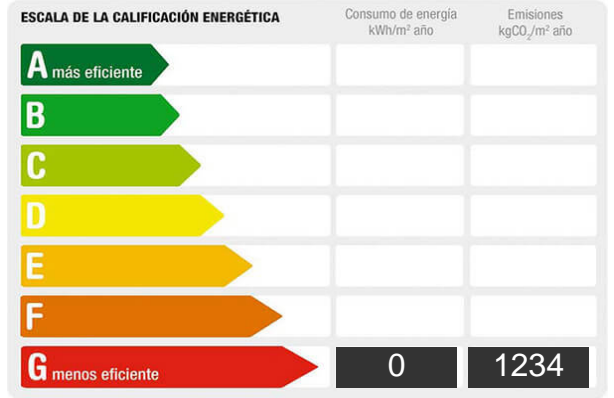 ESCALA DE LA CALIFICACIÓN ENERGÉTICA
Consumo de energía
kWh/m² año
Emisiones
kgCO₂/m² año
A más eficiente
B
C
D
E
F
G menos eficiente
0
1234